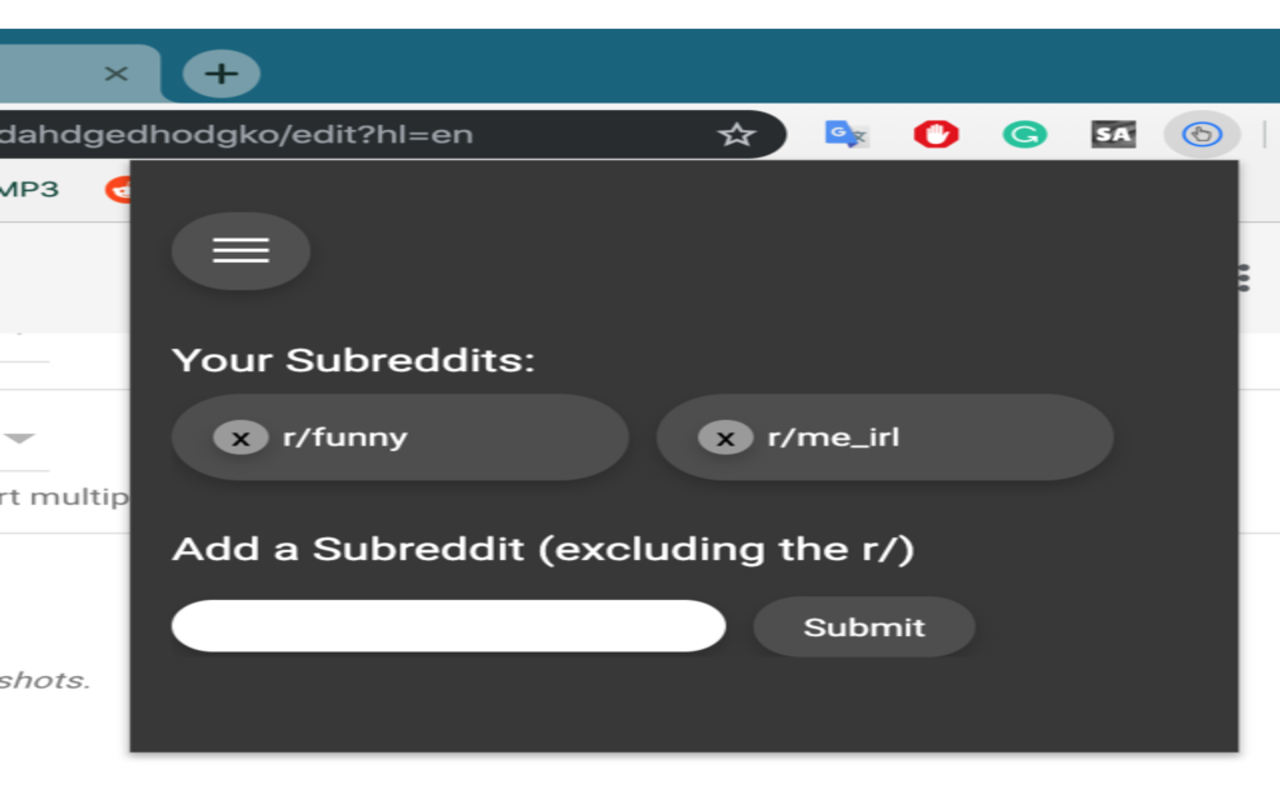 dahdgedhodgko/edit?hl=en
SA
MP3
Your Subreddits:
x r/funny
x r/me_irl
rt multip
Add a Subreddit (excluding the r/)
Submit
shots.